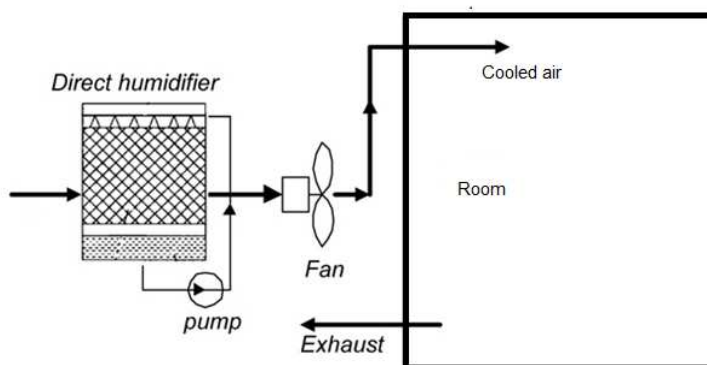 Direct humidifier
Cooled air
Room
Fan
pump
Exhaust